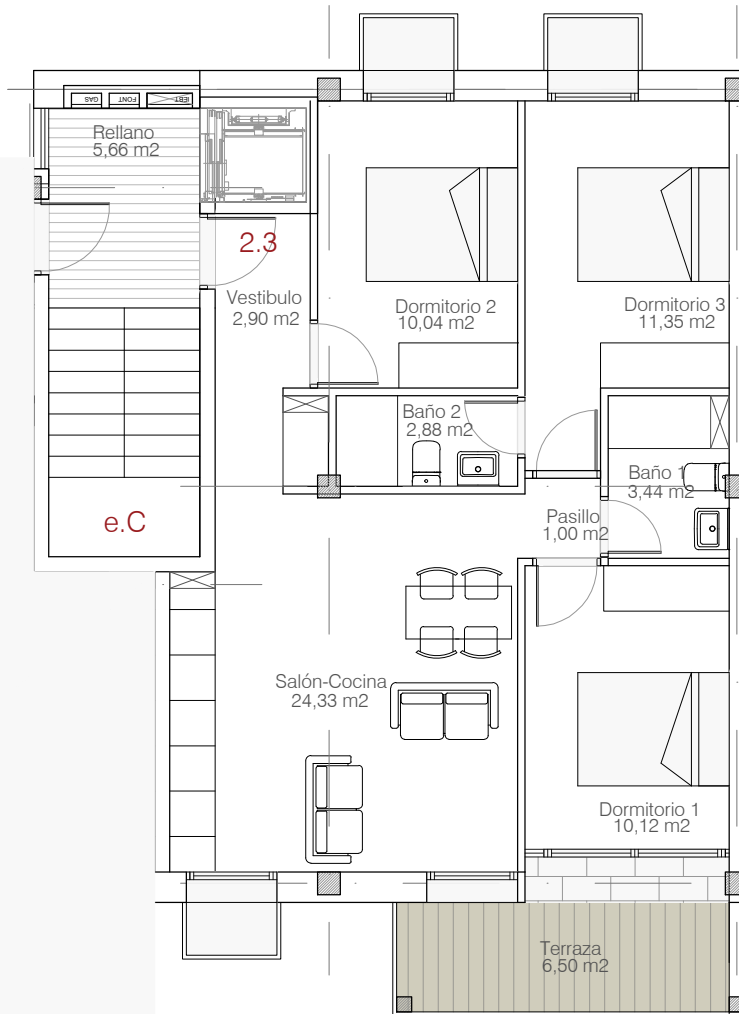 GAS
FONT
IEBT
Rellano
5,66 m2
2.3
Vestibulo
2,90 m2
Dormitorio 2
10,04 m2
Dormitorio 3
11,35 m2
Baño 2
2,88 m2
Baño 1
3,44 m2
e.C
Pasillo
1,00 m2
Salón-Cocina
24,33 m2
Dormitorio 1
10,12 m2
Terraza
6,50 m2